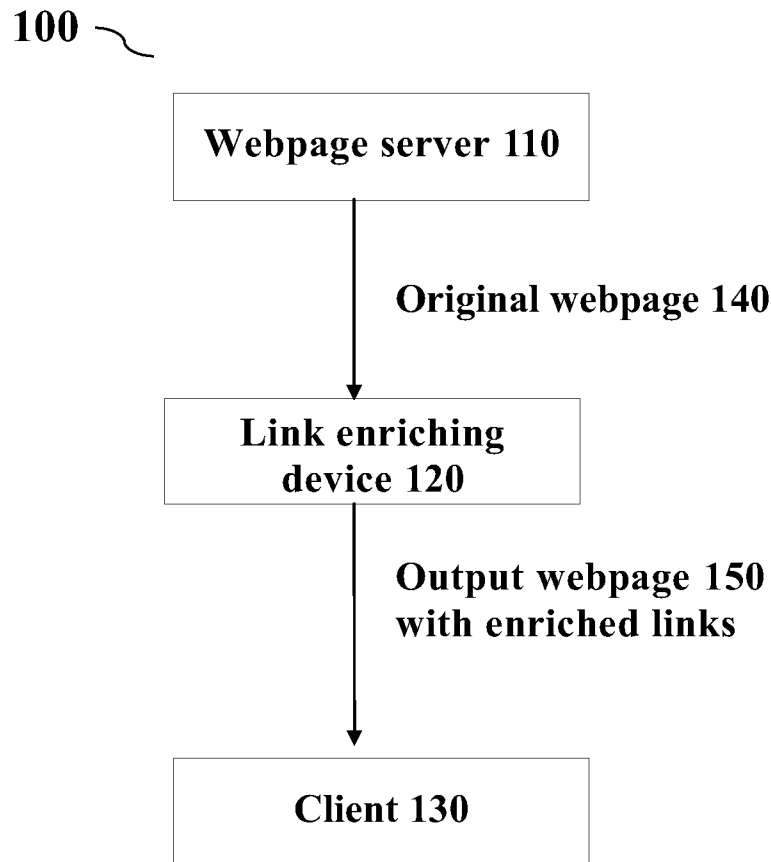 100
Webpage server 110
Original webpage 140
Link enriching
device 120
Output webpage 150
with enriched links
Client 130